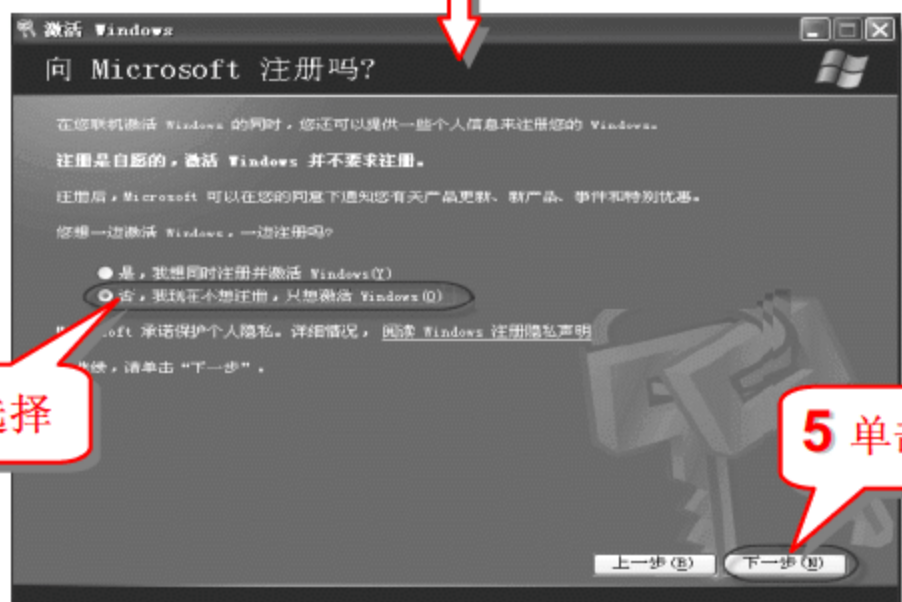 激活 Windows
向 Microsoft 注册吗?
在您联机激活 Windows 的同时，您还可以提供一些个人信息来注册您的 Windows。
注册是自愿的，激活 Windows 并不要求注册。
注册后，Microsoft 可以在您的同意下通知您有关产品更新、新产品、事件和特别优惠。
您想一边激活 Windows，一边注册吗?
是，我想同时注册并激活 Windows(Y)
否，我现在不想注册，只想激活 Windows(O)
oft 承诺保护个人隐私。详细情况， 阅读 Windows 注册隐私声明
候，请单击 “下一步”。
择
5 单
上一步(B)
下一步(N)